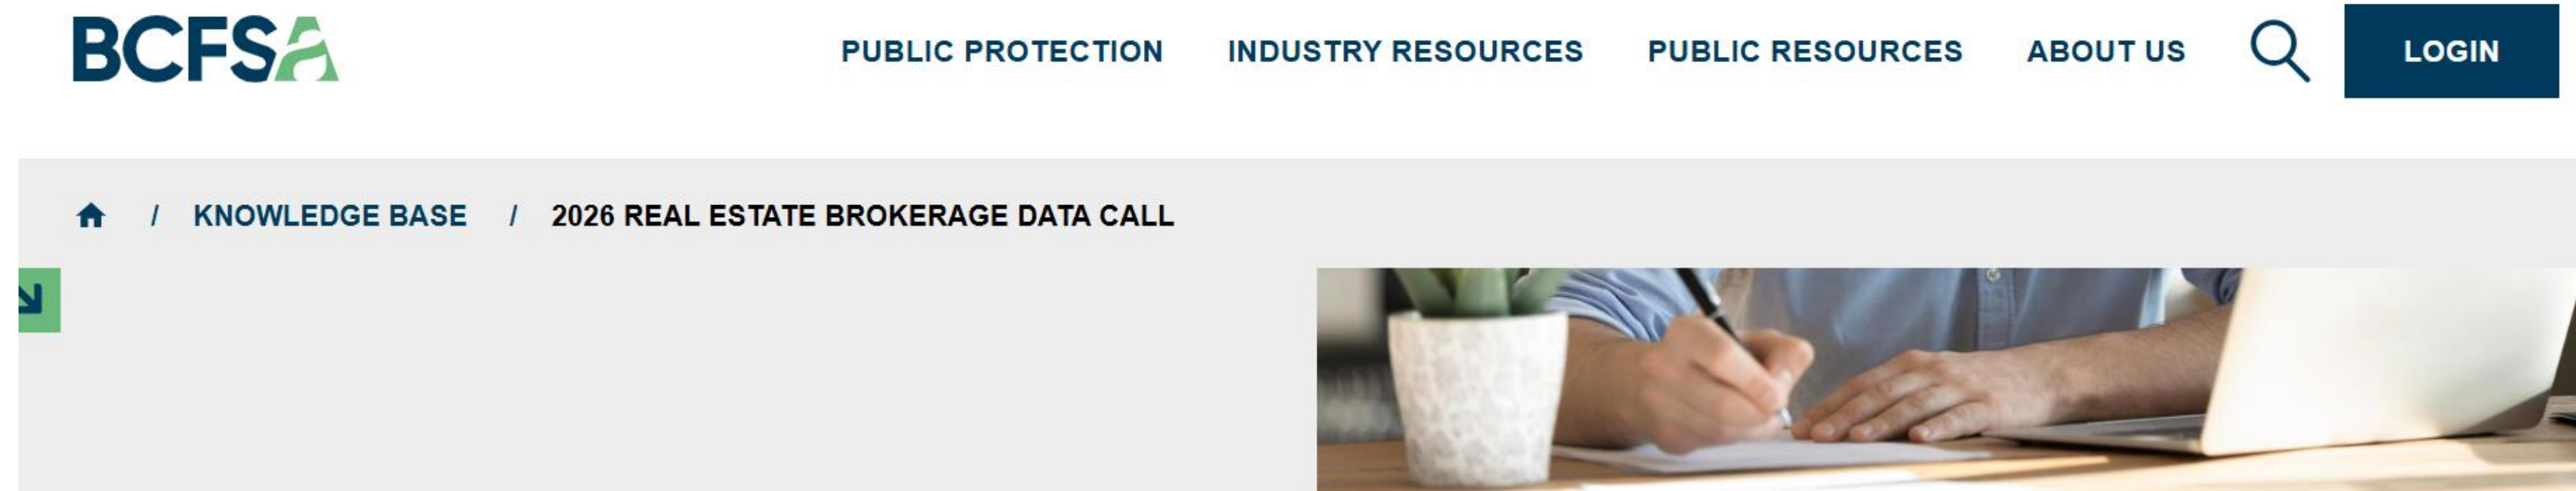 BCFSA PUBLIC PROTECTION INDUSTRY RESOURCES PUBLIC RESOURCES ABOUT US LOGIN
/ KNOWLEDGE BASE / 2026 REAL ESTATE BROKERAGE DATA CALL